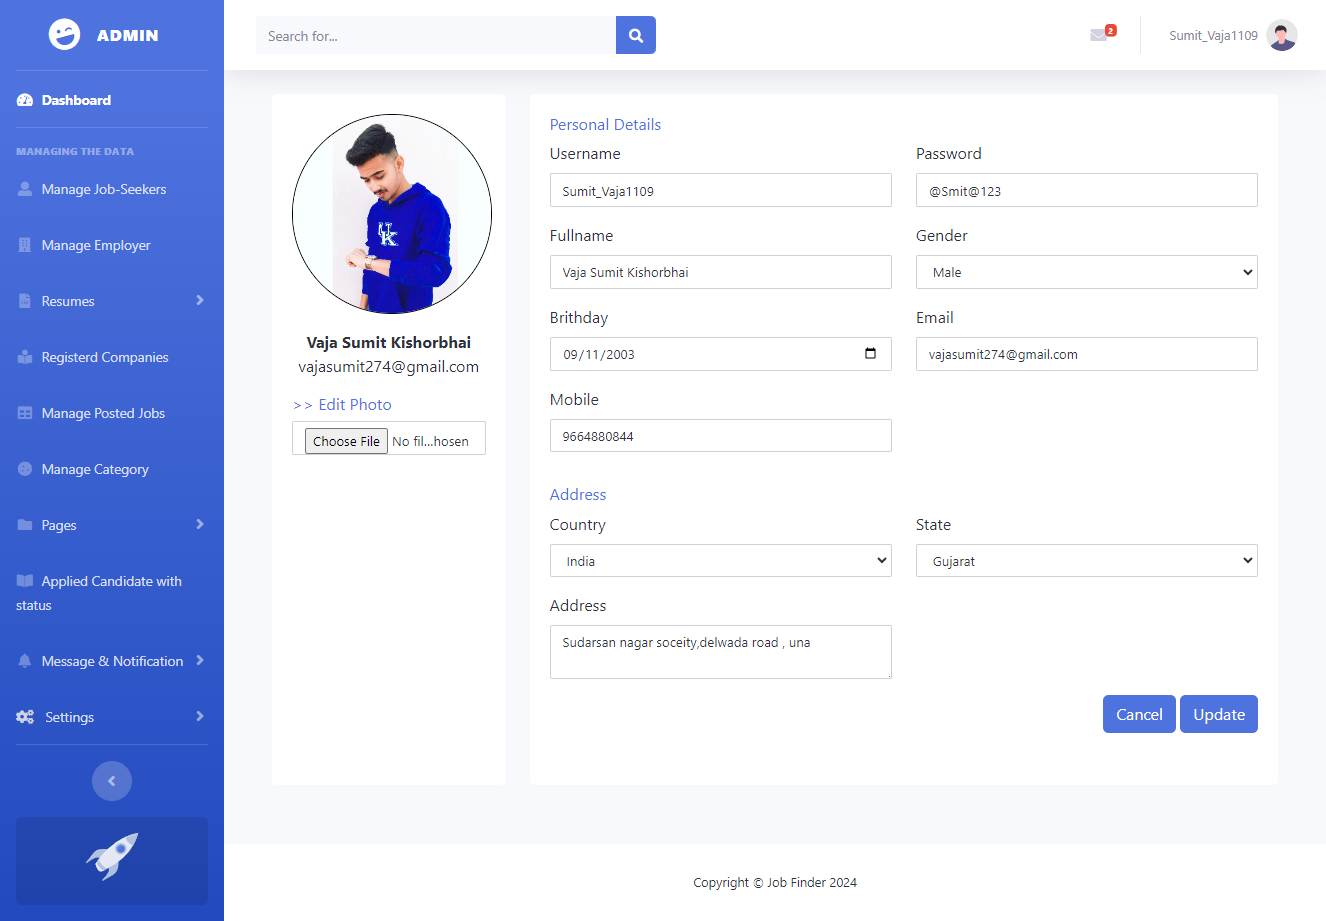 ADMIN
Search for...
2
Sumit_Vaja1109
Dashboard
MANAGING THE DATA
Manage Job-Seekers
Manage Employer
Resumes
Registerd Companies
Manage Posted Jobs
Manage Category
Pages
Applied Candidate with
status
Message & Notification
Settings
UK
Vaja Sumit Kishorbhai
vajasumit274@gmail.com
>> Edit Photo
Choose File No fil...hosen
Personal Details
Username Password
Sumit_Vaja1109 @Smit@123
Fullname Gender
Vaja Sumit Kishorbhai Male
Brithday Email
09/11/2003 vajasumit274@gmail.com
Mobile
9664880844
Address
Country State
India Gujarat
Address
Sudarsan nagar soceity,delwada road , una
Cancel Update
Copyright © Job Finder 2024